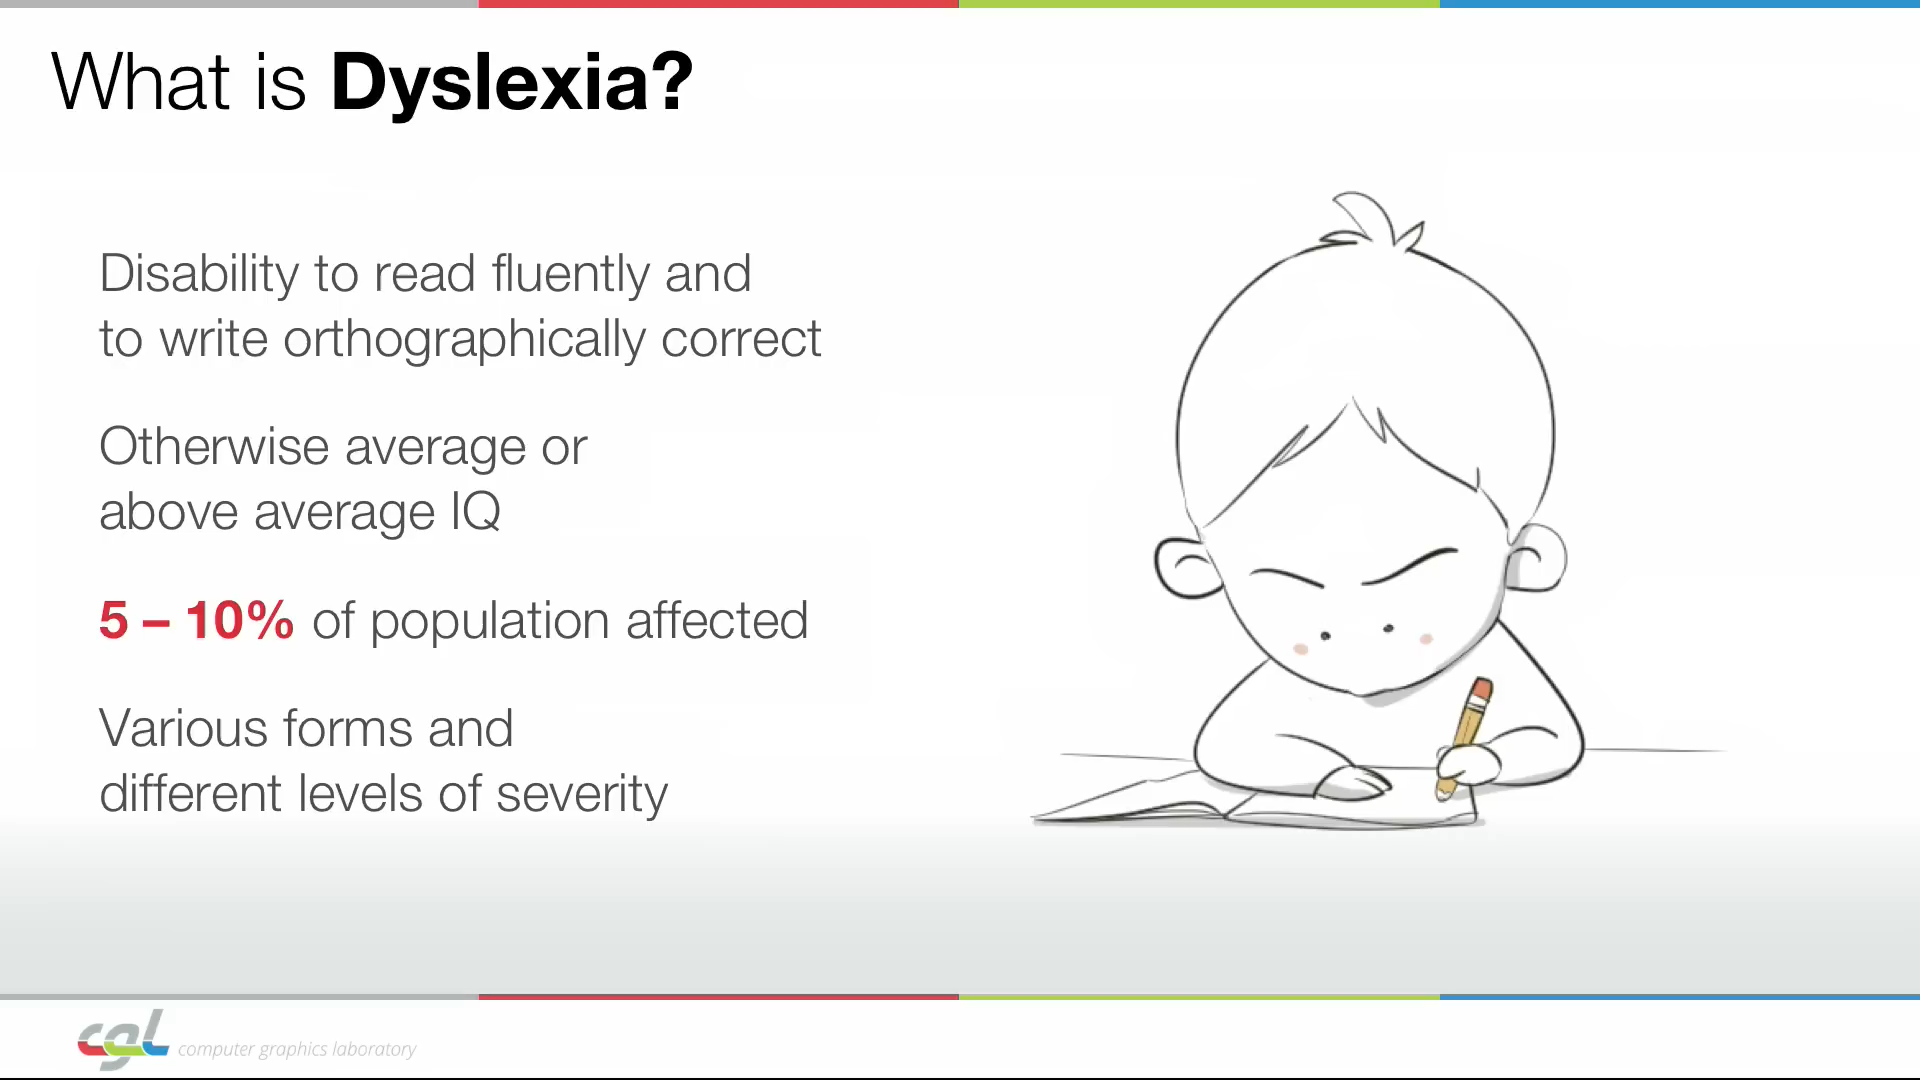 What is Dyslexia?
Disability to read fluently and
to write orthographically correct
Otherwise average or
above average IQ
5 – 10% of population affected
Various forms and
different levels of severity
cgl computer graphics laboratory